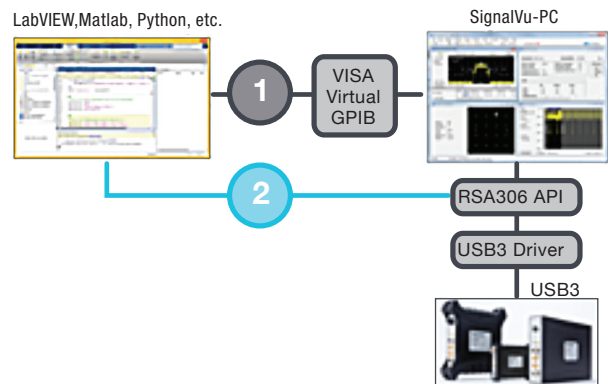 LabVIEW,Matlab, Python, etc.
SignalVu-PC
1
VISA
Virtual
GPIB
2
RSA306 API
USB3 Driver
USB3